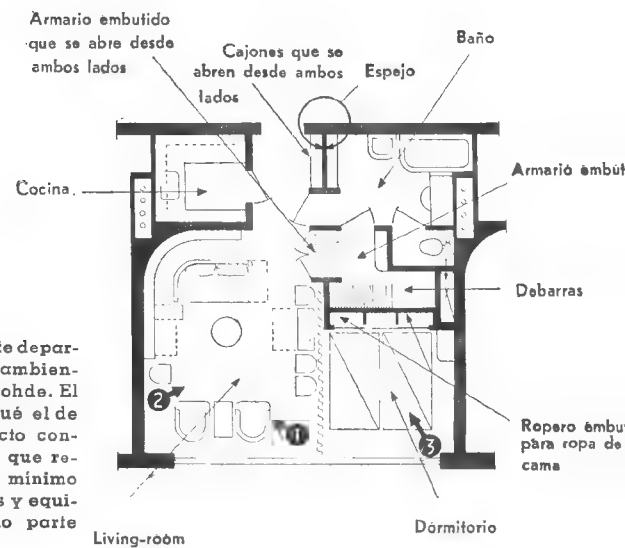 Armario embutido
que se abre desde
ambos lados
Cajones que se
abren desde ambos
lados
Espejo
Baño
Cocina
Armario embút
Debarras
Ropero embu
para ropa de
cama
Dormitorio
Living-room
2
1
3
te depar-
ambien-
ohde. El
ué el de
cto con-
que re-
mínimo
s y equi-
o parte